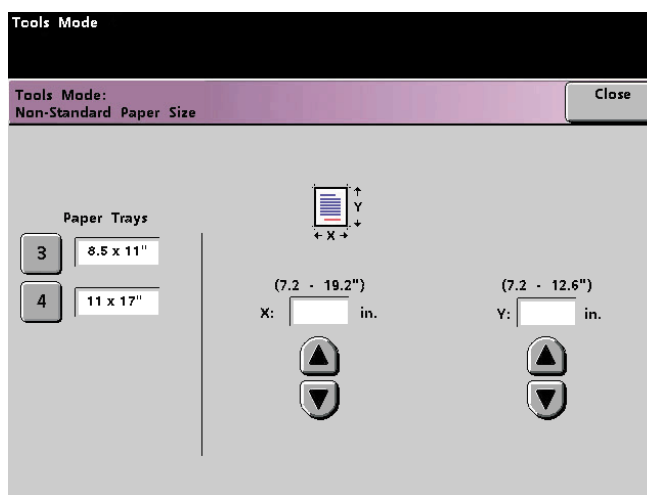 Tools Mode
Tools Mode:
Non-Standard Paper Size
Close
Paper Trays
3
8.5 x 11"
4
11 x 17"
Y
X
(7.2 - 19.2")
X:
in.
(7.2 - 12.6")
Y:
in.